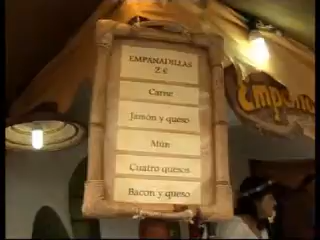 EMPANADILLAS
2 €
Carne
Jamón y queso
Atún
Cuatro quesos
Bacon y queso